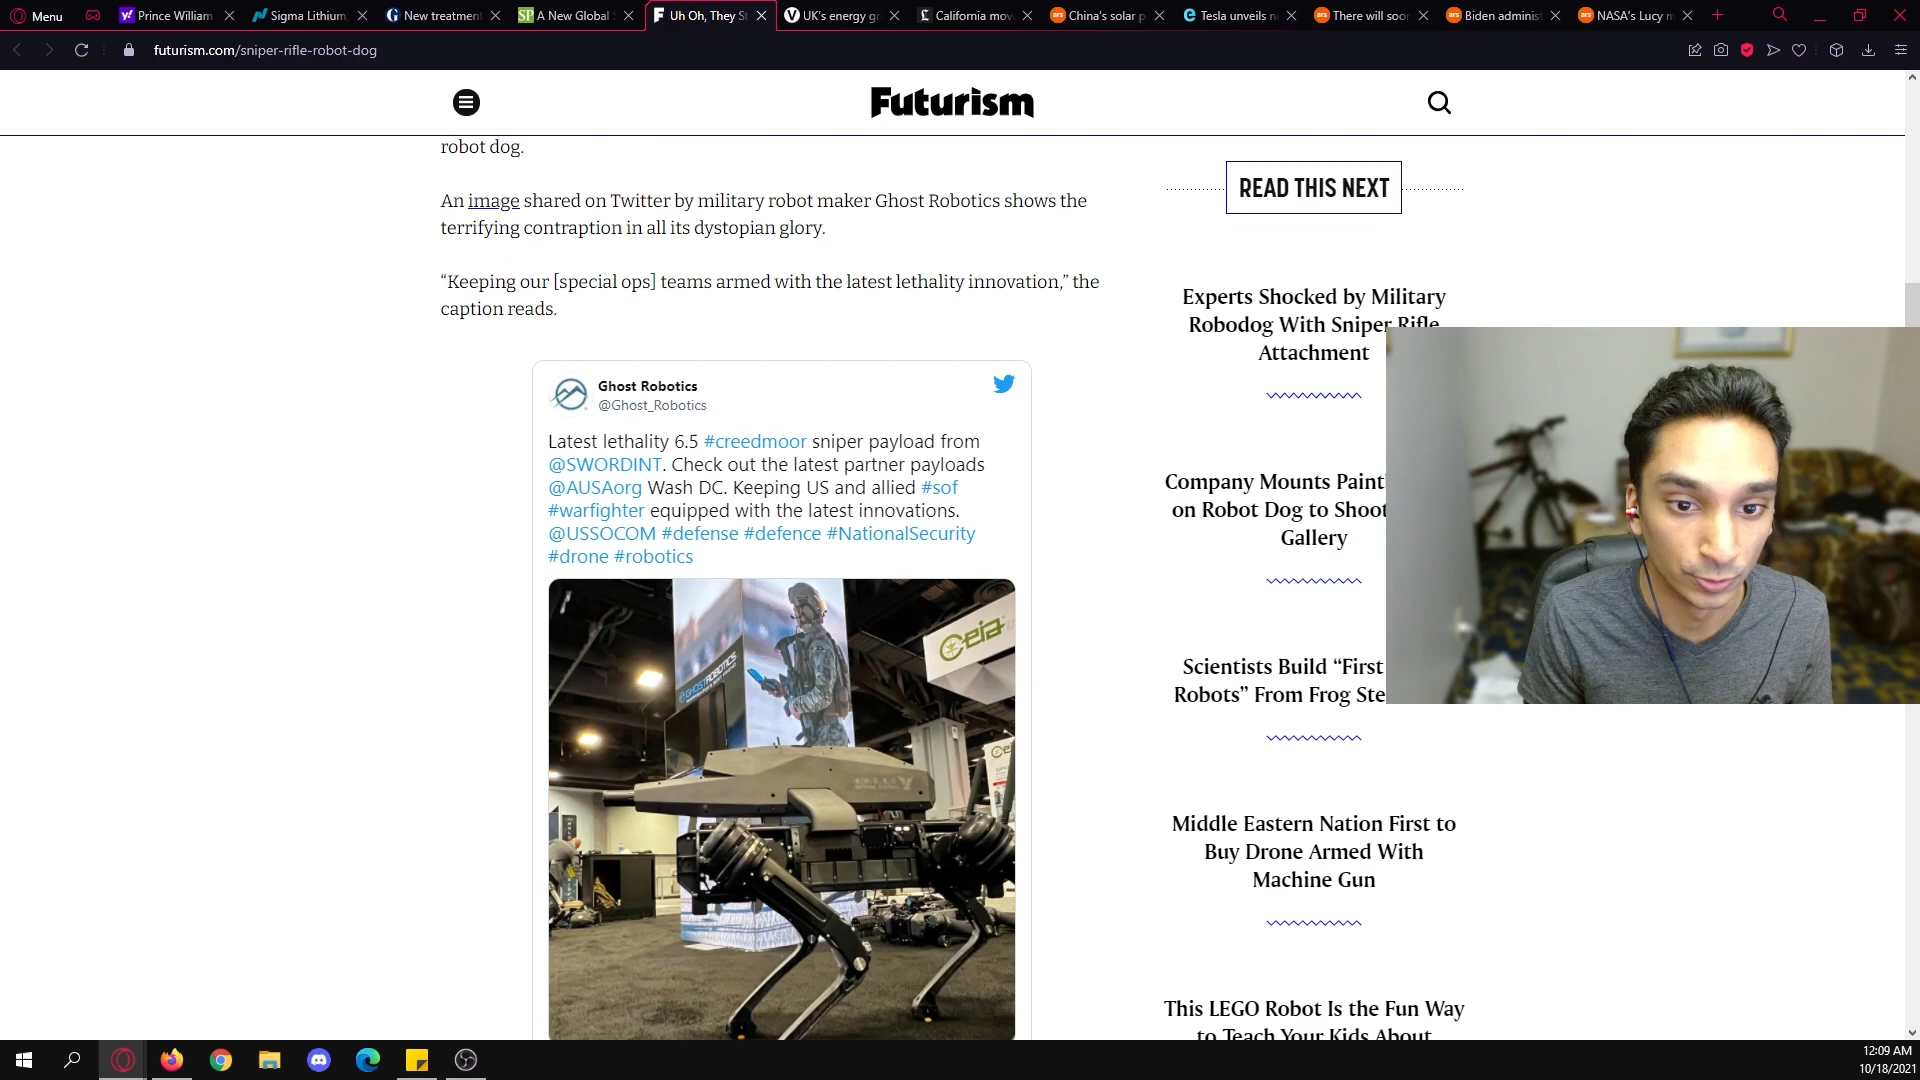 Menu
Prince William
Sigma Lithium,
New treatment
A New Global
Uh Oh, They St
UK's energy gr
California mov
China's solar p
Tesla unveils n
There will soon
Biden administ
NASA's Lucy m
futurism.com/sniper-rifle-robot-dog
Futurism
robot dog.
An image shared on Twitter by military robot maker Ghost Robotics shows the
terrifying contraption in all its dystopian glory.
“Keeping our [special ops] teams armed with the latest lethality innovation,” the
caption reads.
Ghost Robotics
@Ghost_Robotics
Latest lethality 6.5 #creedmoor sniper payload from
@SWORDINT. Check out the latest partner payloads
@AUSAorg Wash DC. Keeping US and allied #sof
#warfighter equipped with the latest innovations.
@USSOCOM #defense #defence #NationalSecurity
#drone #robotics
Ceia
GHOSTROBOTICS
READ THIS NEXT
Experts Shocked by Military
Robodog With Sniper Rifle
Attachment
Company Mounts Paint
on Robot Dog to Shoot
Gallery
Scientists Build “First
Robots” From Frog Ste
Middle Eastern Nation First to
Buy Drone Armed With
Machine Gun
This LEGO Robot Is the Fun Way
to Teach Your Kids About
12:09 AM
10/18/2021